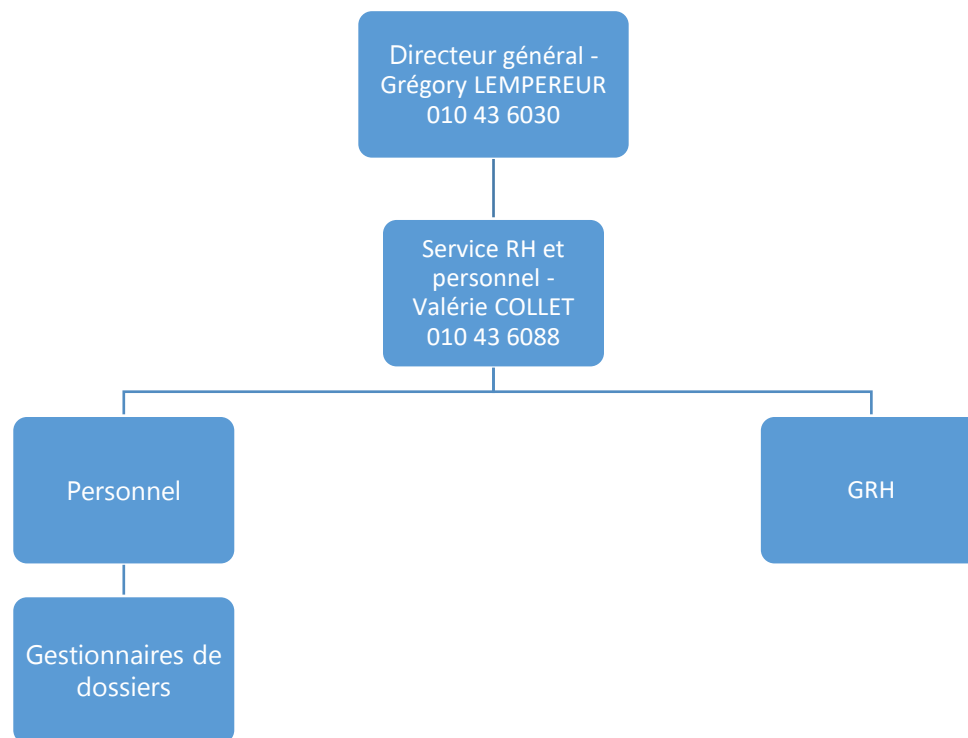 Directeur général -
Grégory LEMPEREUR
010 43 6030
Service RH et
personnel -
Valérie COLLET
010 43 6088
Personnel
GRH
Gestionnaires de
dossiers